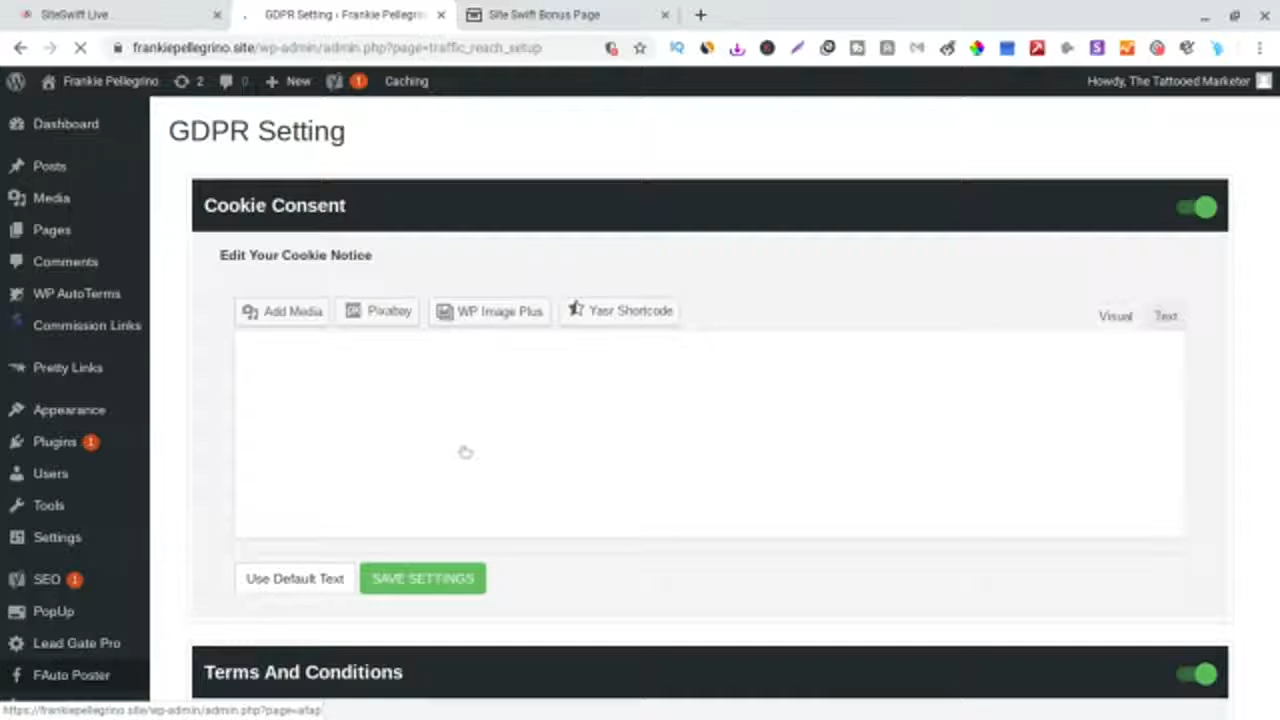 SiteSwift Live
GDPR Setting ‹ Frankie Pellegrin
Site Swift Bonus Page
frankiepellegrino.site/wp-admin/admin.php?page=traffic_reach_setup
Frankie Pellegrino
2
0
New
1
Caching
Howdy, The Tattooed Marketer
Dashboard
Posts
Media
Pages
Comments
WP AutoTerms
Commission Links
Pretty Links
Appearance
Plugins 1
Users
Tools
Settings
SEO 1
PopUp
Lead Gate Pro
FAuto Poster
GDPR Setting
Cookie Consent
Edit Your Cookie Notice
Add Media
Pixabay
WP Image Plus
Yasr Shortcode
Visual
Text
Use Default Text
SAVE SETTINGS
Terms And Conditions
https://frankiepellegrino.site/wp-admin/admin.php?page=afap